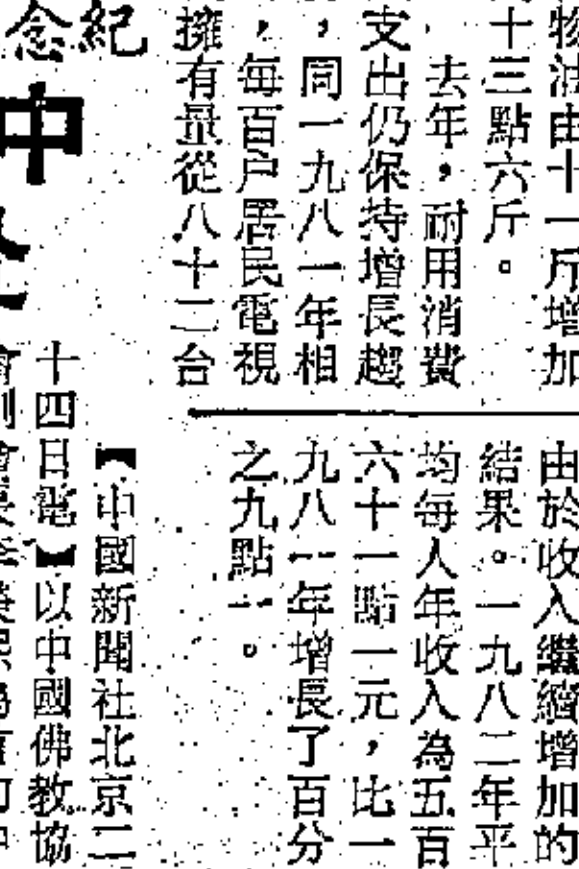 物法由十一斤增加
十三點六斤。
去年，耐用消費
支出仍保持增長趨
，同一九八一年相
，每百户居民電視
擁有量從八十二台
由於收入繼續增加的
結果。一九八二年平
均每人年收入為五百
六十一點一元，比一
九八一年增長了百分
之九點一。
紀念
中
【中國新聞社北京二
十四日電】以中國佛教協